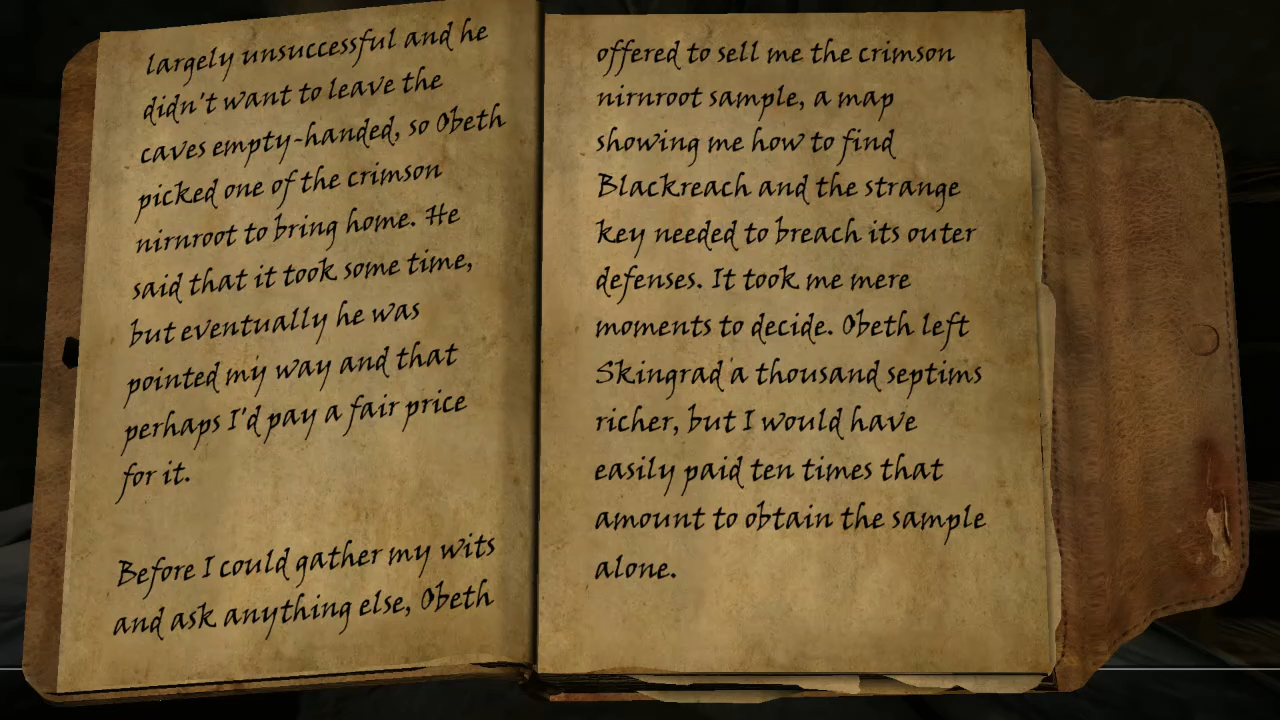 largely unsuccessful and he
didn't want to leave the
caves empty-handed, so Obeth
picked one of the crimson
nirnroot to bring home. He
said that it took some time,
but eventually he was
pointed my way and that
perhaps I'd pay a fair price
for it.
Before I could gather my wits
and ask anything else, Obeth
offered to sell me the crimson
nirnroot sample, a map
showing me how to find
Blackreach and the strange
key needed to breach its outer
defenses. It took me mere
moments to decide. Obeth left
Skingrad a thousand septims
richer, but I would have
easily paid ten times that
amount to obtain the sample
alone.